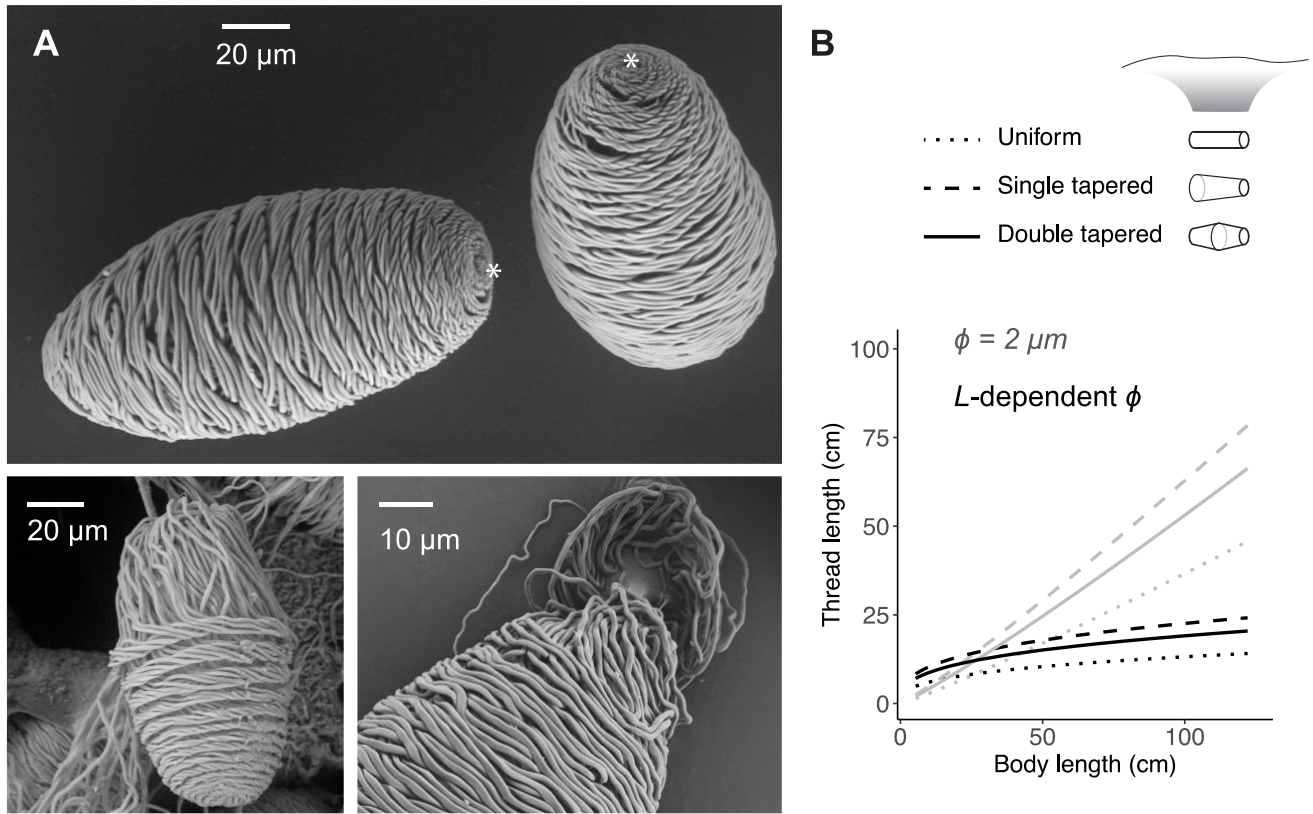 A
20 µm
*
*
20 µm
10 µm
B
Uniform
Single tapered
Double tapered
ϕ = 2 µm
L-dependent ϕ
Thread length (cm)
100
75
50
25
0
0 50 100
Body length (cm)